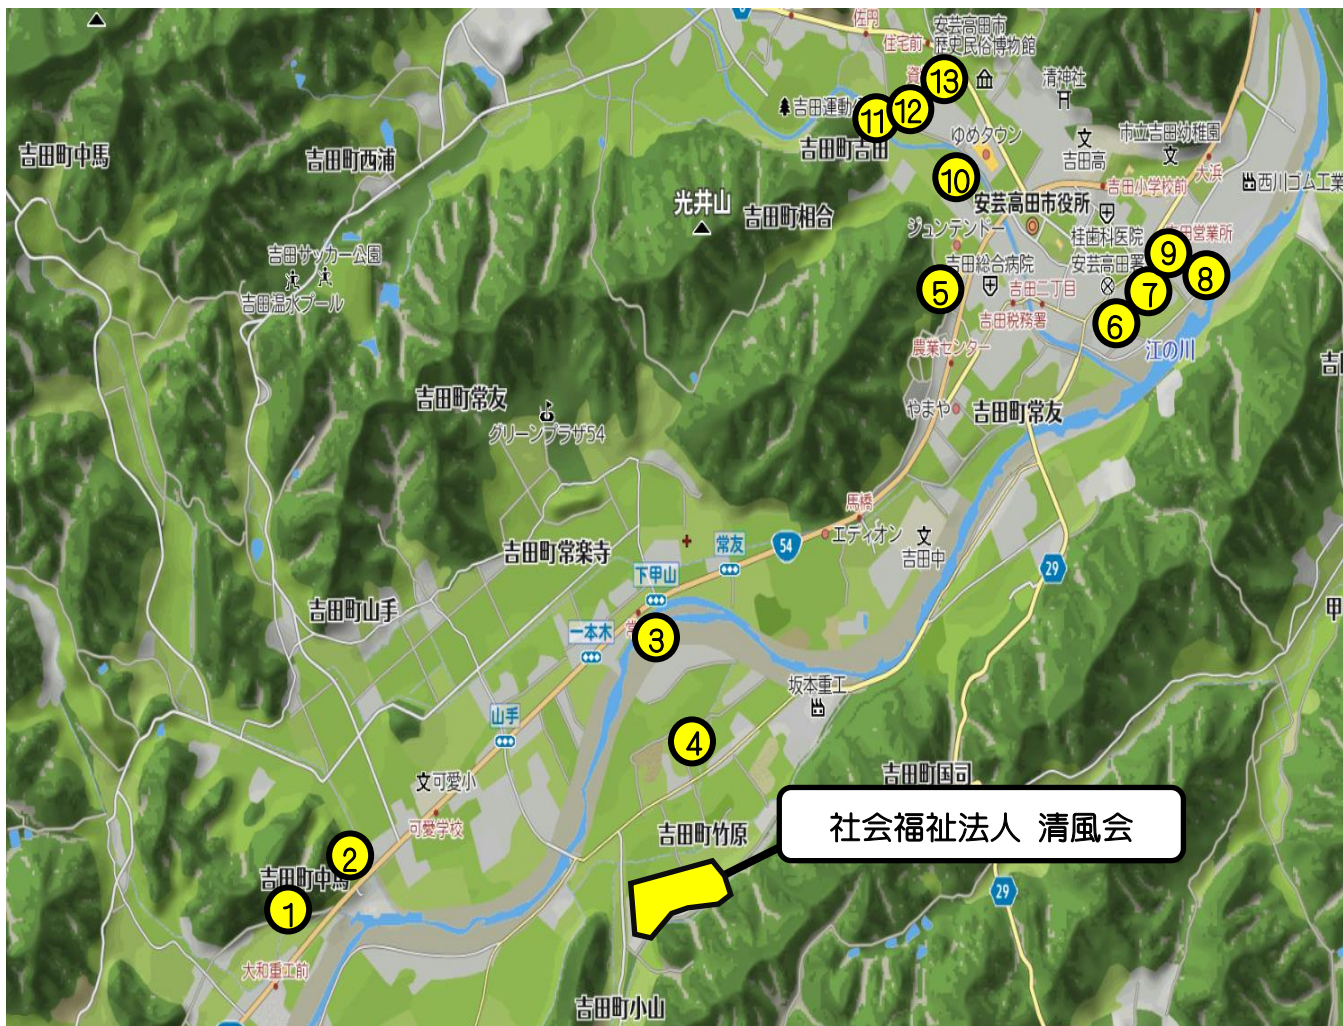 佐円
安芸高田市
歴史民俗博物館
住宅前
資
⑬
清神社
吉田運動
⑪
⑫
吉田町吉田
ゆめタウン
吉田高
市立吉田幼稚園
大浜
西川ゴム工業
吉田町中馬
吉田町西浦
⑩
吉田小学校前
光井山
吉田町相合
安芸高田市役所
ジュンテンドー
桂歯科医院
田営業所
吉田サッカー公園
吉田温水プール
吉田総合病院
安芸高田署
⑨
⑧
⑦
⑤
吉田二丁目
吉田税務署
⑥
江の川
農業センター
吉田町常友
グリーンプラザ54
やまや
吉田町常友
馬橋
エディオン
吉田中
54
常友
29
吉田町常楽寺
下甲山
甲
吉田町山手
一本木
③
坂本重工
山手
④
吉田町国司
可愛小
可愛学校
吉田町竹原
社会福祉法人 清風会
②
吉田町中馬
①
29
大和重工前
吉田町小山